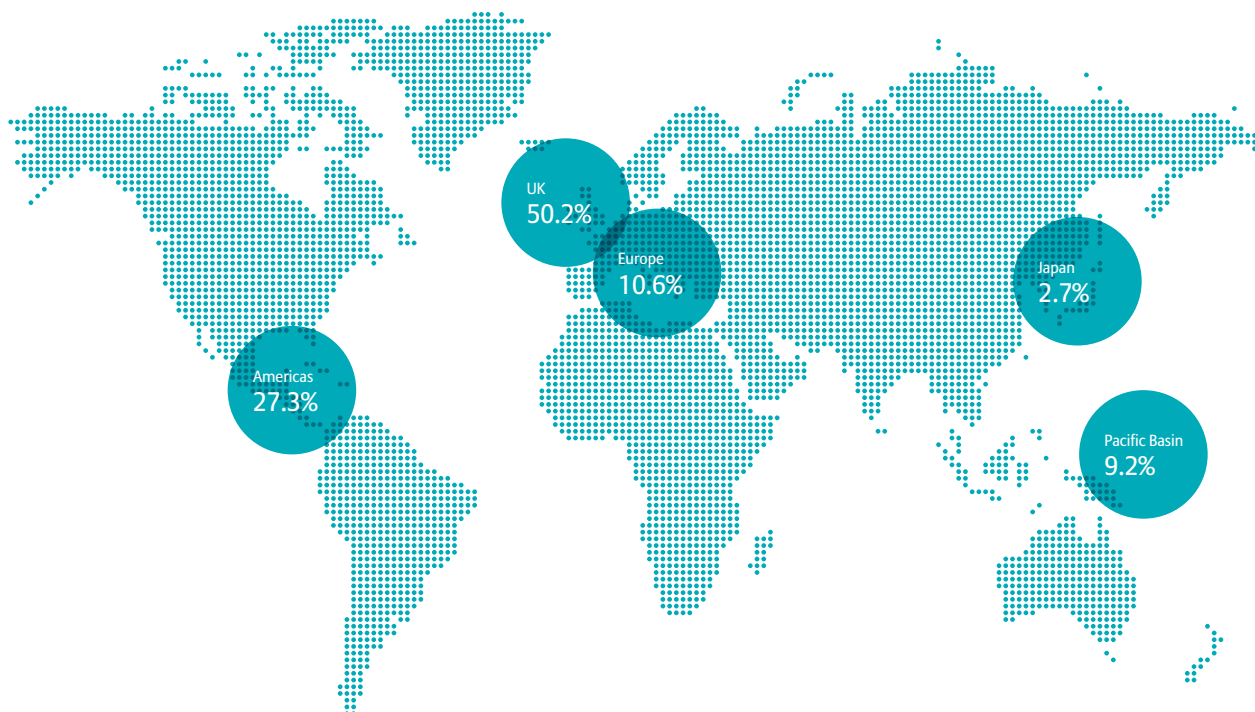 UK
50.2%
Europe
10.6%
Japan
2.7%
Americas
27.3%
Pacific Basin
9.2%